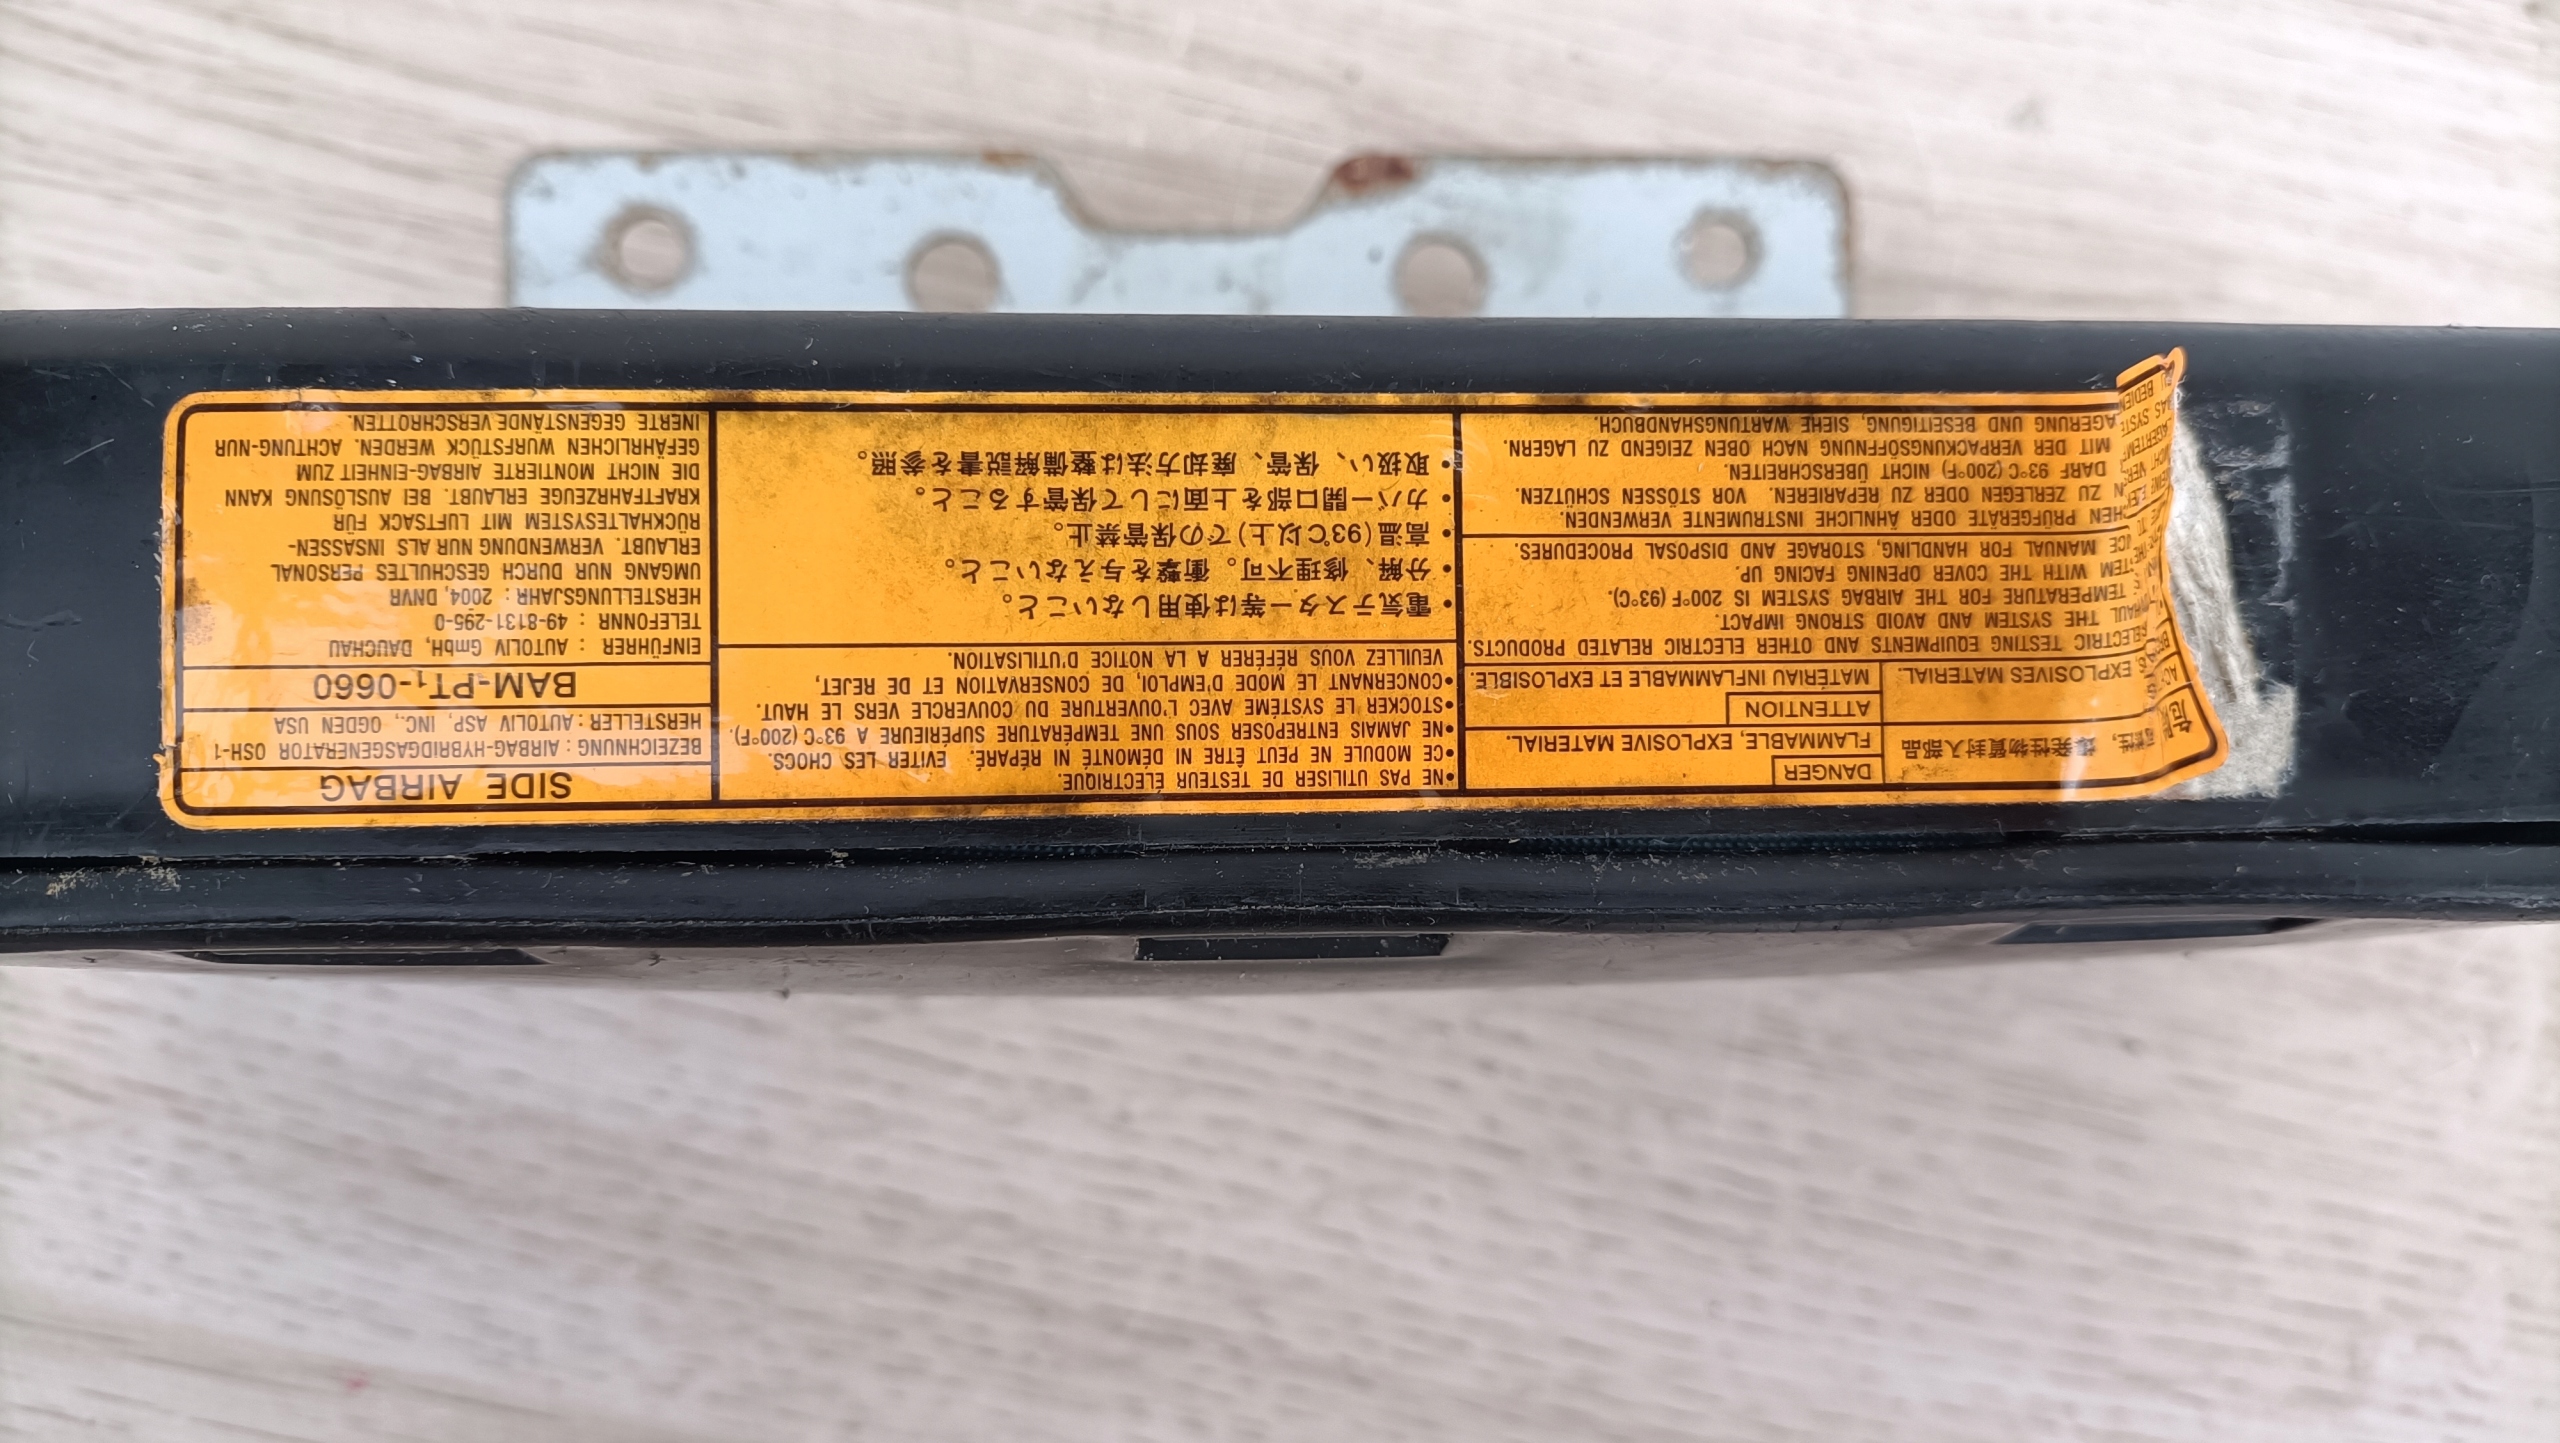 危険
爆発性物質封入部品
DANGER
FLAMMABLE, EXPLOSIVE MATERIAL.
EXPLOSIVES MATERIAL.
ATTENTION
MATÉRIAU INFLAMMABLE ET EXPLOSIBLE.
ELECTRIC TESTING EQUIPMENTS AND OTHER ELECTRIC RELATED PRODUCTS.
THE SYSTEM AND AVOID STRONG IMPACT.
TEMPERATURE FOR THE AIRBAG SYSTEM IS 200°F (93°C).
WITH THE COVER OPENING FACING UP.
MANUAL FOR HANDLING, STORAGE AND DISPOSAL PROCEDURES.
PRÜFGERÄTE ODER ÄHNLICHE INSTRUMENTE VERWENDEN.
ZU ZERLEGEN ODER ZU REPARIEREN. VOR STÖSSEN SCHÜTZEN.
DARF 93°C (200°F) NICHT ÜBERSCHREITEN.
MIT DER VERPACKUNGSÖFFNUNG NACH OBEN ZEIGEND ZU LAGERN.
AGERUNG UND BESEITIGUNG, SIEHE WARTUNGSHANDBUCH.
•NE PAS UTILISER DE TESTEUR ÉLECTRIQUE.
•CE MODULE NE PEUT ÊTRE NI DÉMONTÉ NI RÉPARÉ. EVITER LES CHOCS.
•NE JAMAIS ENTREPOSER SOUS UNE TEMPÉRATURE SUPÉRIEURE A 93°C (200°F).
•STOCKER LE SYSTÉME AVEC L'OUVERTURE DU COUVERCLE VERS LE HAUT.
•CONCERNANT LE MODE D'EMPLOI, DE CONSERVATION ET DE REJET,
VEUILLEZ VOUS RÉFÉRER A LA NOTICE D'UTILISATION.
•電気テスター等は使用しないこと。
•分解、修理不可。衝撃を与えないこと。
•高温(93℃以上)での保管禁止。
•カバー開口部を上面にして保管すること。
•取扱い、保管、廃却方法は整備解説書を参照。
SIDE AIRBAG
BEZEICHNUNG : AIRBAG-HYBRIDGASGENERATOR OSH-1
HERSTELLER : AUTOLIV ASP, INC., OGDEN USA
BAM-PT₁-0660
EINFÜHRER : AUTOLIV GmbH, DAUCHAU
TELEFONNR : 49-8131-295-0
HERSTELLUNGSJAHR : 2004, DNVR
UMGANG NUR DURCH GESCHULTES PERSONAL
ERLAUBT. VERWENDUNG NUR ALS INSASSEN-
RÜCKHALTESYSTEM MIT LUFTSACK FÜR
KRAFTFAHRZEUGE ERLAUBT. BEI AUSLÖSUNG KANN
DIE NICHT MONTIERTE AIRBAG-EINHEIT ZUM
GEFÄHRLICHEN WURFSTÜCK WERDEN. ACHTUNG-NUR
INERTE GEGENSTÄNDE VERSCHROTTEN.